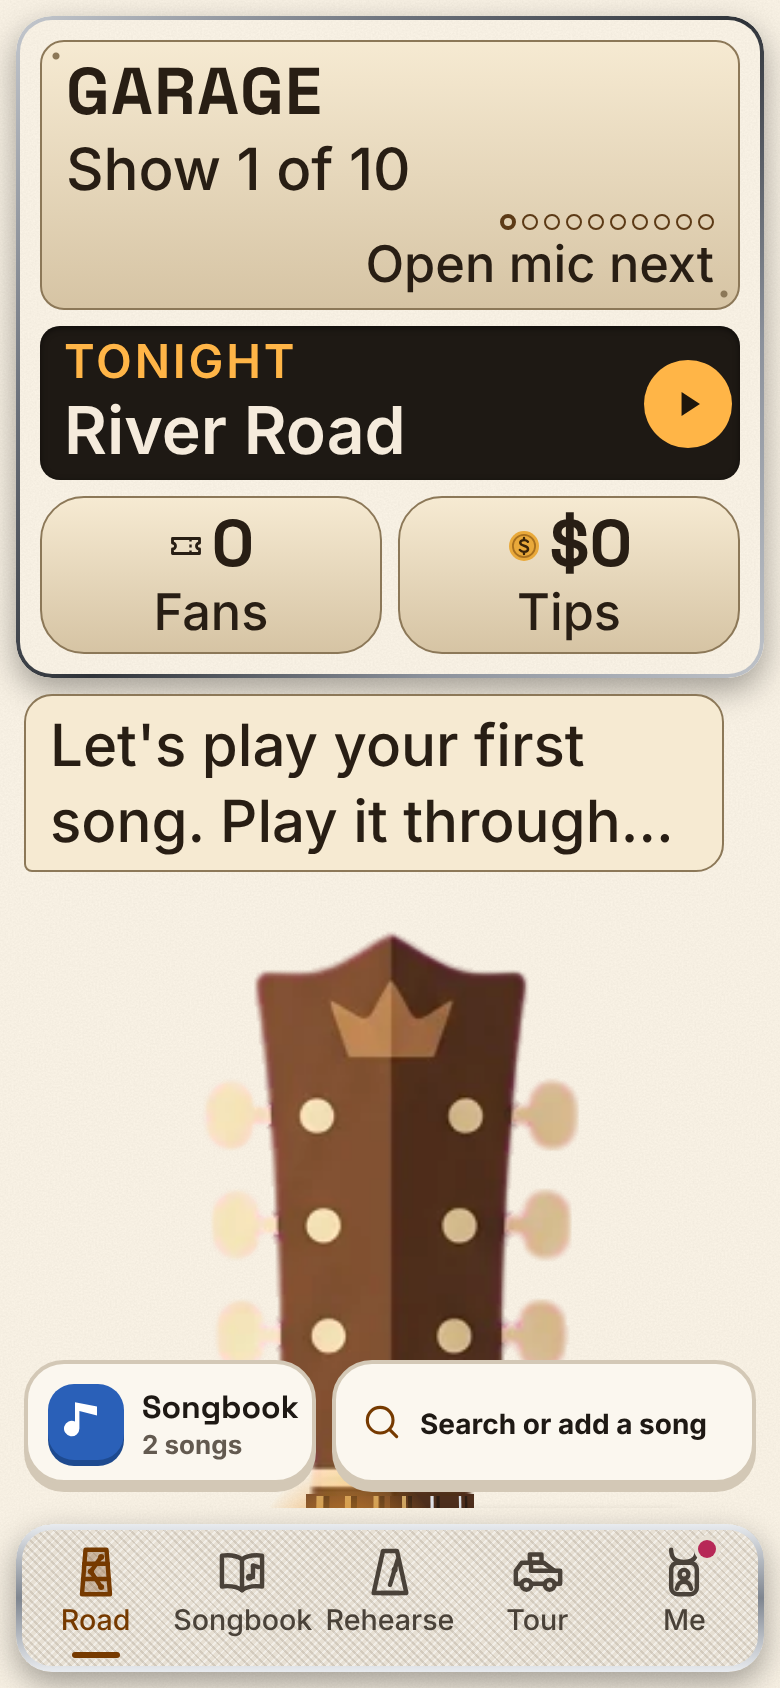 GARAGE
Show 1 of 10
Open mic next
TONIGHT
River Road
0
Fans
$0
Tips
Let's play your first
song. Play it through...
Songbook
2 songs
Search or add a song
Road
Songbook
Rehearse
Tour
Me